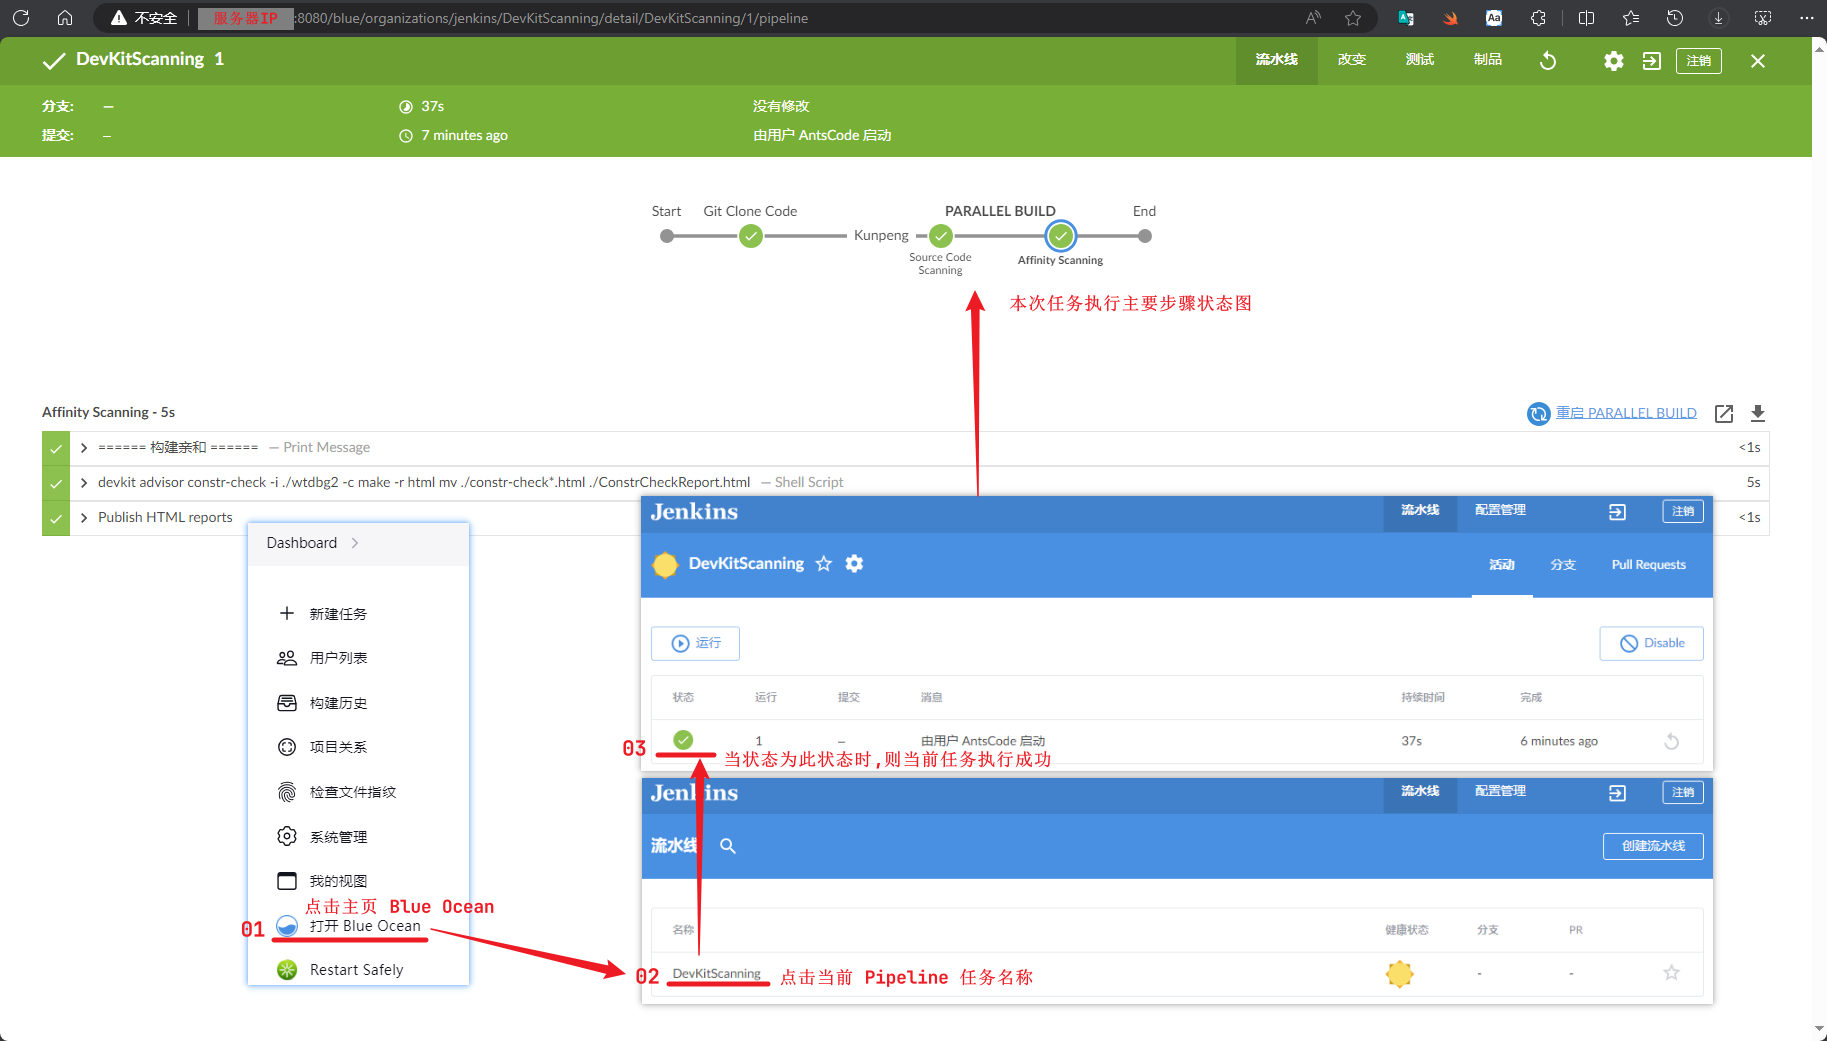 不安全 服务器IP :8080/blue/organizations/jenkins/DevKitScanning/detail/DevKitScanning/1/pipeline
DevKitScanning 1
流水线 改变 测试 制品 注销
分支: — 37s 没有修改
提交: – 7 minutes ago 由用户 AntsCode 启动
Start Git Clone Code PARALLEL BUILD End
Kunpeng
Source Code
Scanning
Affinity Scanning
本次任务执行主要步骤状态图
Affinity Scanning - 5s 重启 PARALLEL BUILD
====== 构建亲和 ====== — Print Message <1s
devkit advisor constr-check -i ./wtdbg2 -c make -r html mv ./constr-check*.html ./ConstrCheckReport.html — Shell Script 5s
Publish HTML reports <1s
Dashboard
新建任务
用户列表
构建历史
项目关系
检查文件指纹
系统管理
我的视图
点击主页 Blue Ocean
01 打开 Blue Ocean
Restart Safely
Jenkins 流水线 配置管理 注销
DevKitScanning 活动 分支 Pull Requests
运行 Disable
状态 运行 提交 消息 持续时间 完成
1 – 由用户 AntsCode 启动 37s 6 minutes ago
03 当状态为此状态时,则当前任务执行成功
Jenkins 流水线 配置管理 注销
流水线 创建流水线
名称 健康状态 分支 PR
02 DevKitScanning 点击当前 Pipeline 任务名称 - -